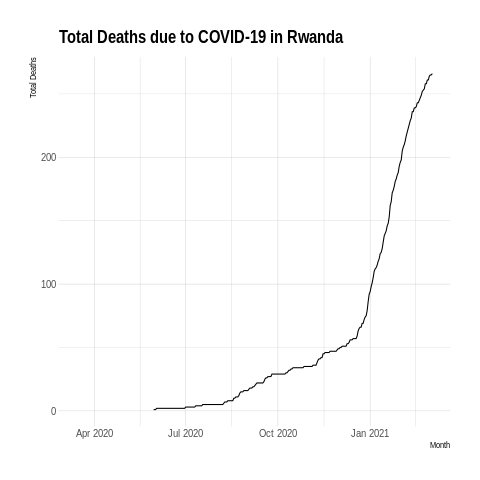 Total Deaths due to COVID-19 in Rwanda
Total Deaths
200
100
0
Apr 2020 Jul 2020 Oct 2020 Jan 2021
Month